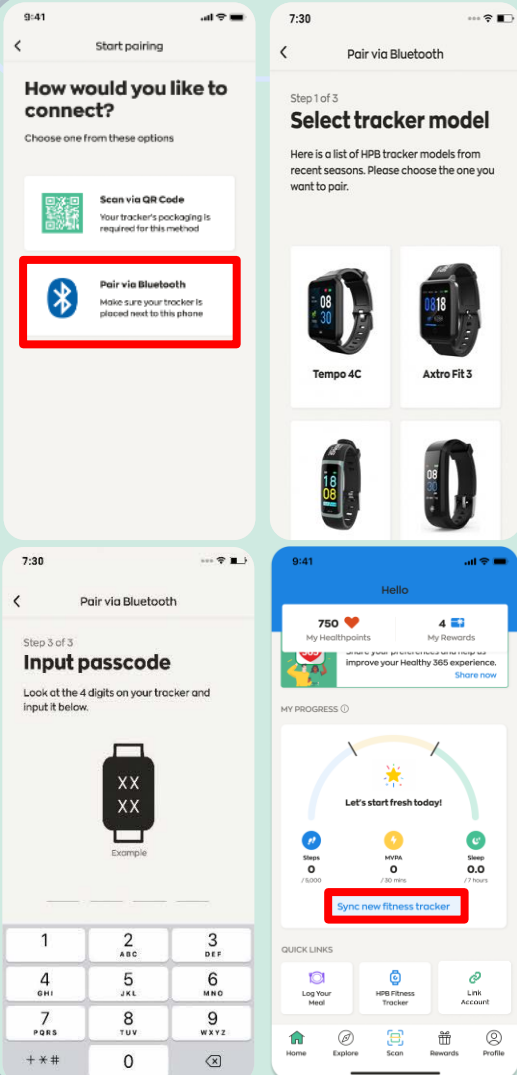 9:41
Start pairing
How would you like to
connect?
Choose one from these options
Scan via QR Code
Your tracker's packaging is
required for this method
Pair via Bluetooth
Make sure your tracker is
placed next to this phone
7:30
Pair via Bluetooth
Step 1 of 3
Select tracker model
Here is a list of HPB tracker models from
recent seasons. Please choose the one you
want to pair.
08
30
0818
Tempo 4C
Axtro Fit 3
18
08
08
30
7:30
Pair via Bluetooth
Step 3 of 3
Input passcode
Look at the 4 digits on your tracker and
input it below.
XX
XX
Example
1
2
ABC
3
DEF
4
GHI
5
JKL
6
MNO
7
PQRS
8
TUV
9
WXYZ
+*#
0
9:41
Hello
750
My Healthpoints
4
My Rewards
share your preferences and help us
improve your Healthy 365 experience.
Share now
MY PROGRESS
Let's start fresh today!
Steps
0
/ 5,000
MVPA
0
/ 30 mins
Sleep
0.0
/ 7 hours
Sync new fitness tracker
QUICK LINKS
Log Your
Meal
HPB Fitness
Tracker
Link
Account
Home
Explore
Scan
Rewards
Profile